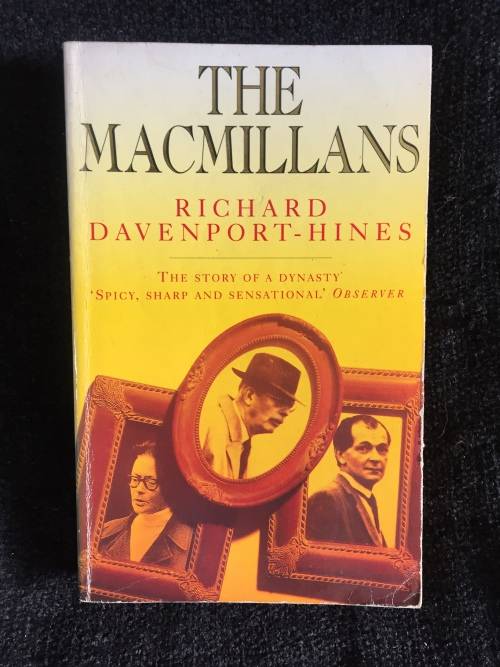 THE
MACMILLANS
RICHARD
DAVENPORT-HINES
THE STORY OF A DYNASTY
'SPICY, SHARP AND SENSATIONAL' OBSERVER